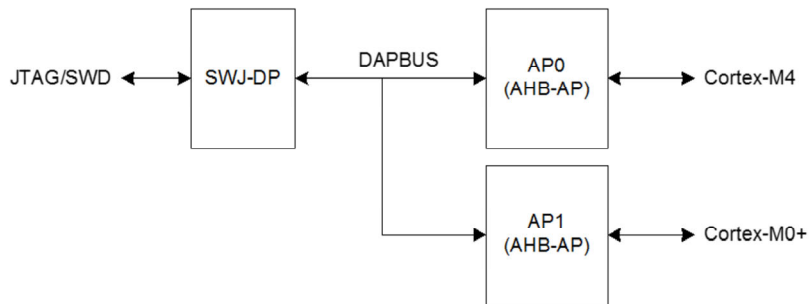 JTAG/SWD
SWJ-DP
DAPBUS
AP0
(AHB-AP)
Cortex-M4
AP1
(AHB-AP)
Cortex-M0+